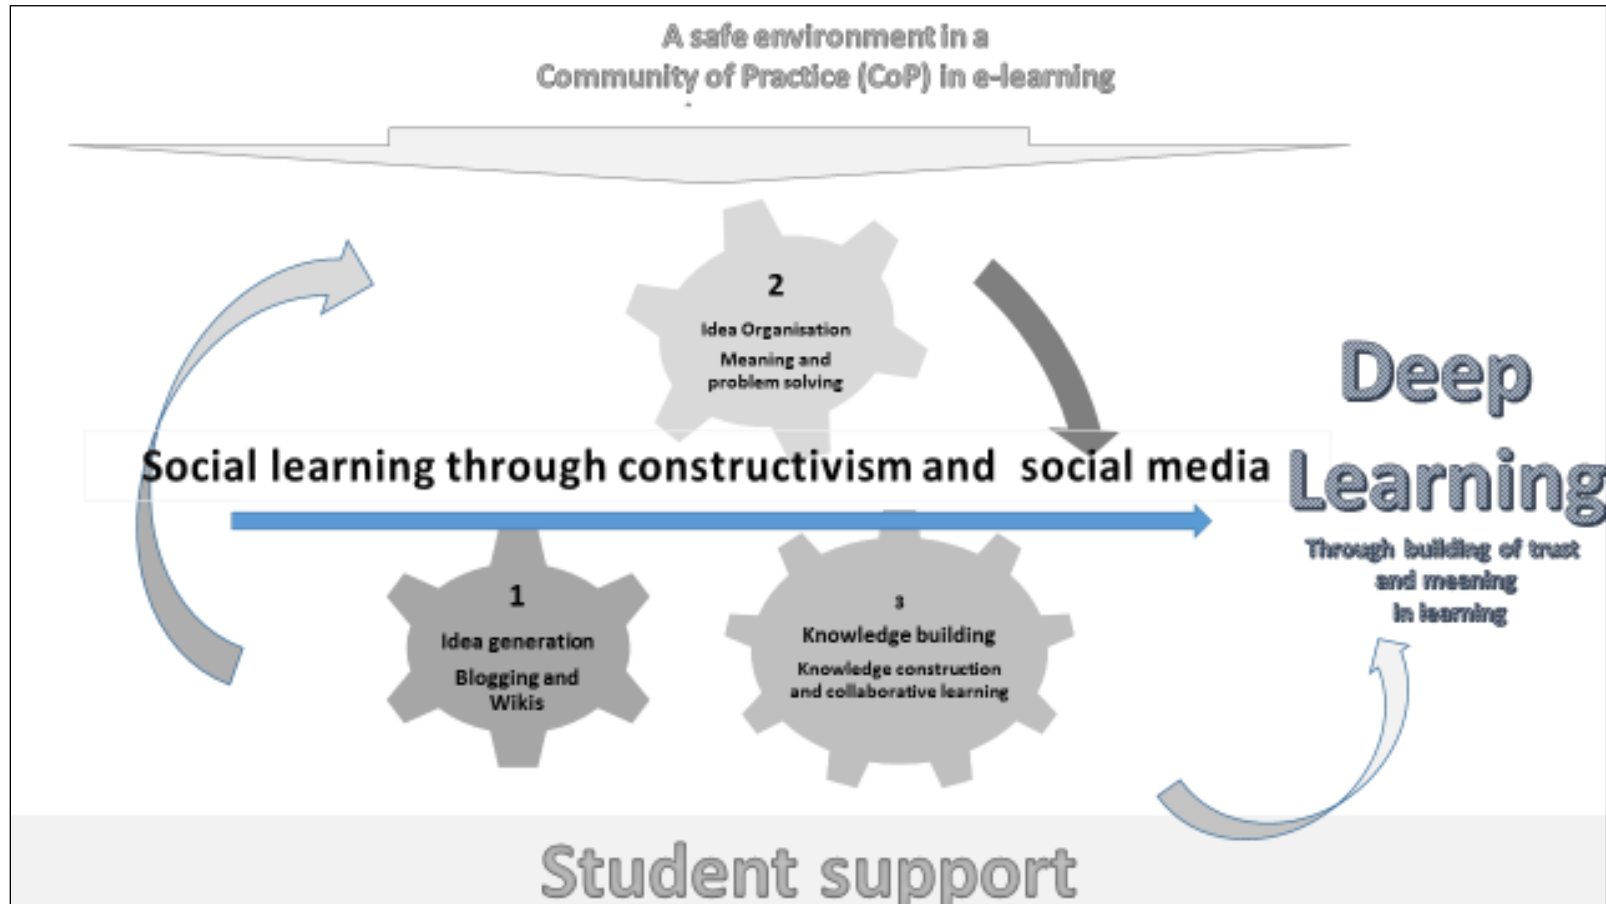 A safe environment in a
Community of Practice (CoP) in e-learning
2
Idea Organisation
Meaning and
problem solving
Social learning through constructivism and social media
Deep
Learning
Through building of trust
and meaning
in learning
1
Idea generation
Blogging and
Wikis
3
Knowledge building
Knowledge construction
and collaborative learning
Student support